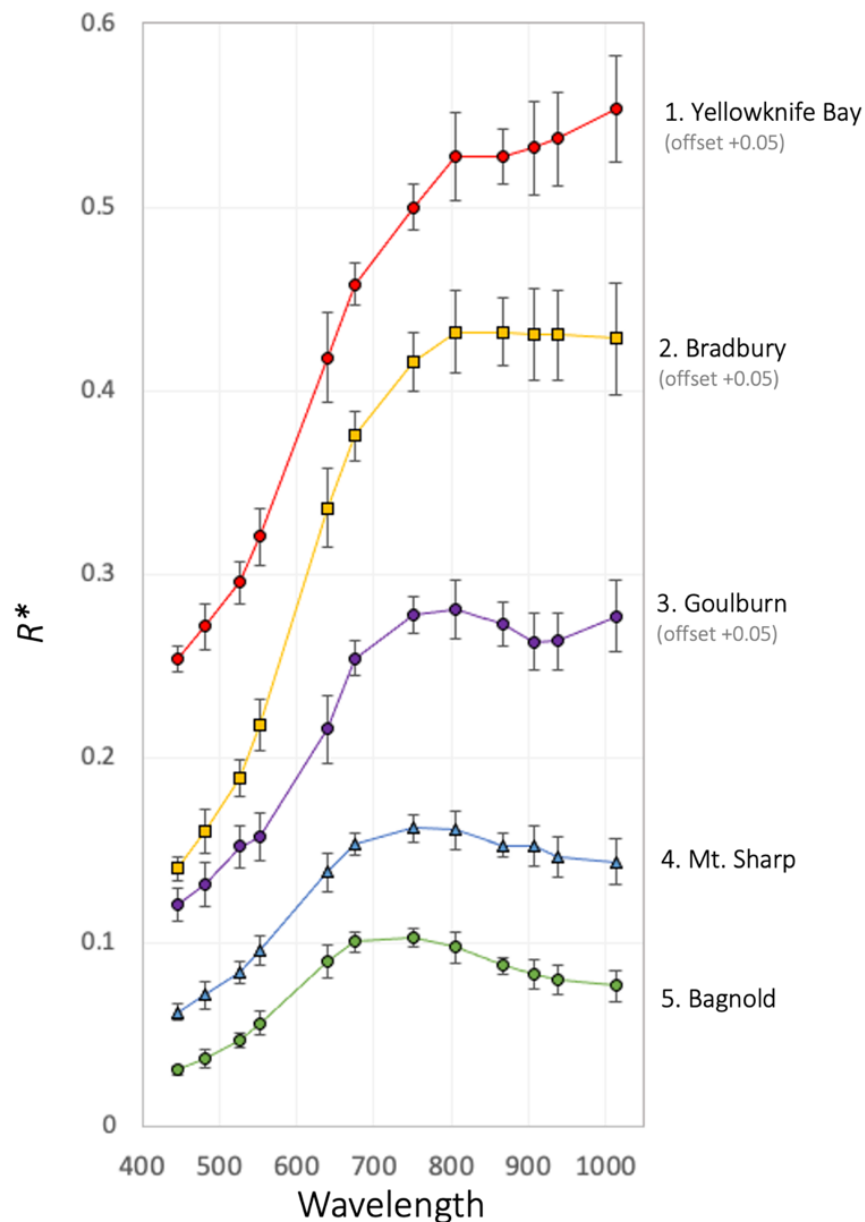 0.6
1. Yellowknife Bay
(offset +0.05)
0.5
2. Bradbury
(offset +0.05)
0.4
3. Goulburn
(offset +0.05)
0.3
R*
0.2
4. Mt. Sharp
0.1
5. Bagnold
0
400 500 600 700 800 900 1000
Wavelength